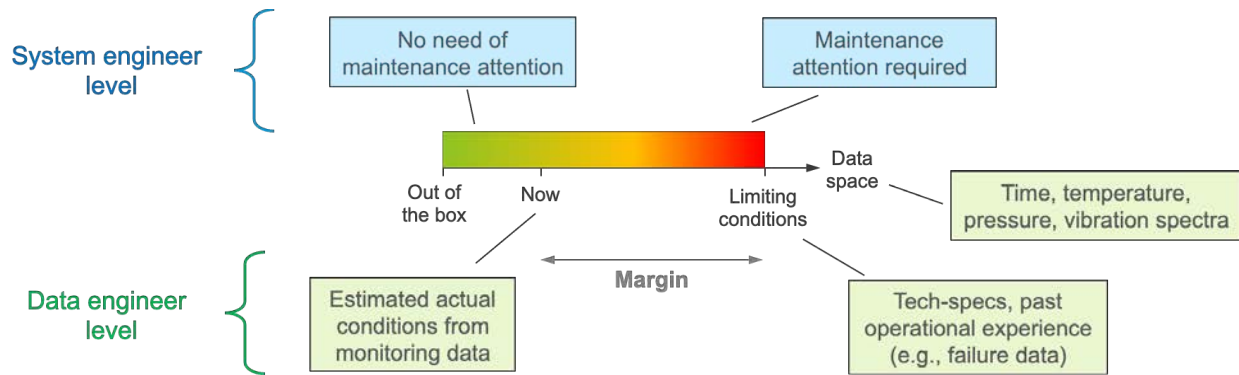 System engineer
level
No need of
maintenance attention
Maintenance
attention required
Out of
the box
Now
Limiting
conditions
Data
space
Time, temperature,
pressure, vibration spectra
Margin
Data engineer
level
Estimated actual
conditions from
monitoring data
Tech-specs, past
operational experience
(e.g., failure data)